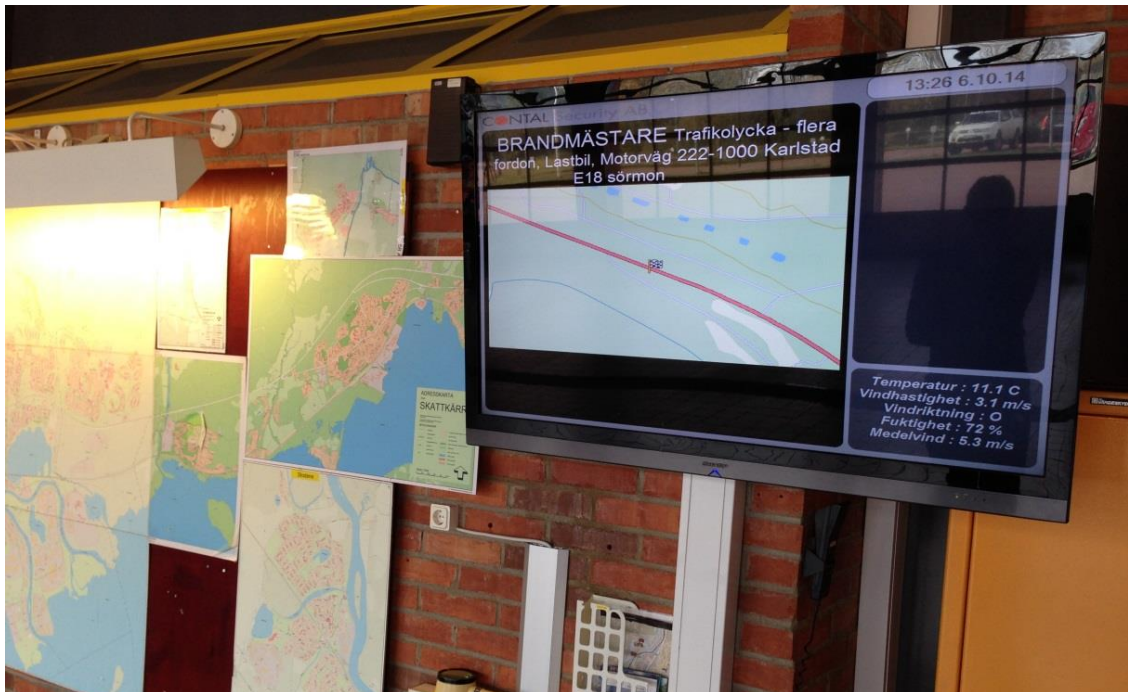 13:26 6.10.14
CONTAL Security AB
BRANDMÄSTARE Trafikolycka - flera
fordon, Lastbil, Motorväg 222-1000 Karlstad
E18 sörmon
Temperatur : 11.1 C
Vindhastighet : 3.1 m/s
Vindriktning : O
Fuktighet : 72 %
Medelvind : 5.3 m/s
ADRESSKARTA
SKATTKÄRR